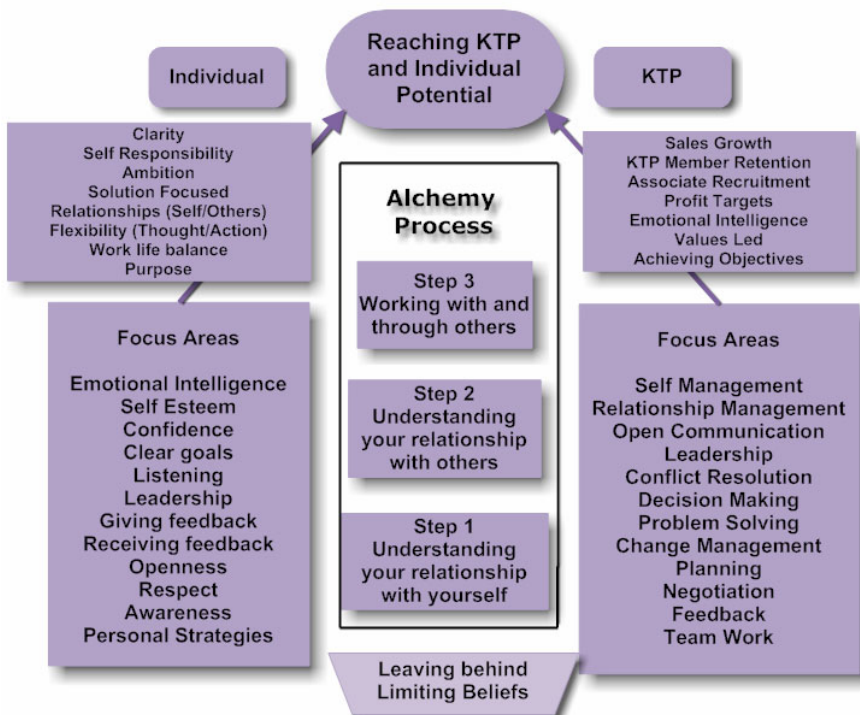 Reaching KTP
and Individual
Potential
Individual
KTP
Clarity
Self Responsibility
Ambition
Solution Focused
Relationships (Self/Others)
Flexibility (Thought/Action)
Work life balance
Purpose
Sales Growth
KTP Member Retention
Associate Recruitment
Profit Targets
Emotional Intelligence
Values Led
Achieving Objectives
Focus Areas
Emotional Intelligence
Self Esteem
Confidence
Clear goals
Listening
Leadership
Giving feedback
Receiving feedback
Openness
Respect
Awareness
Personal Strategies
Alchemy
Process
Step 3
Working with and
through others
Step 2
Understanding
your relationship
with others
Step 1
Understanding
your relationship
with yourself
Focus Areas
Self Management
Relationship Management
Open Communication
Leadership
Conflict Resolution
Decision Making
Problem Solving
Change Management
Planning
Negotiation
Feedback
Team Work
Leaving behind
Limiting Beliefs